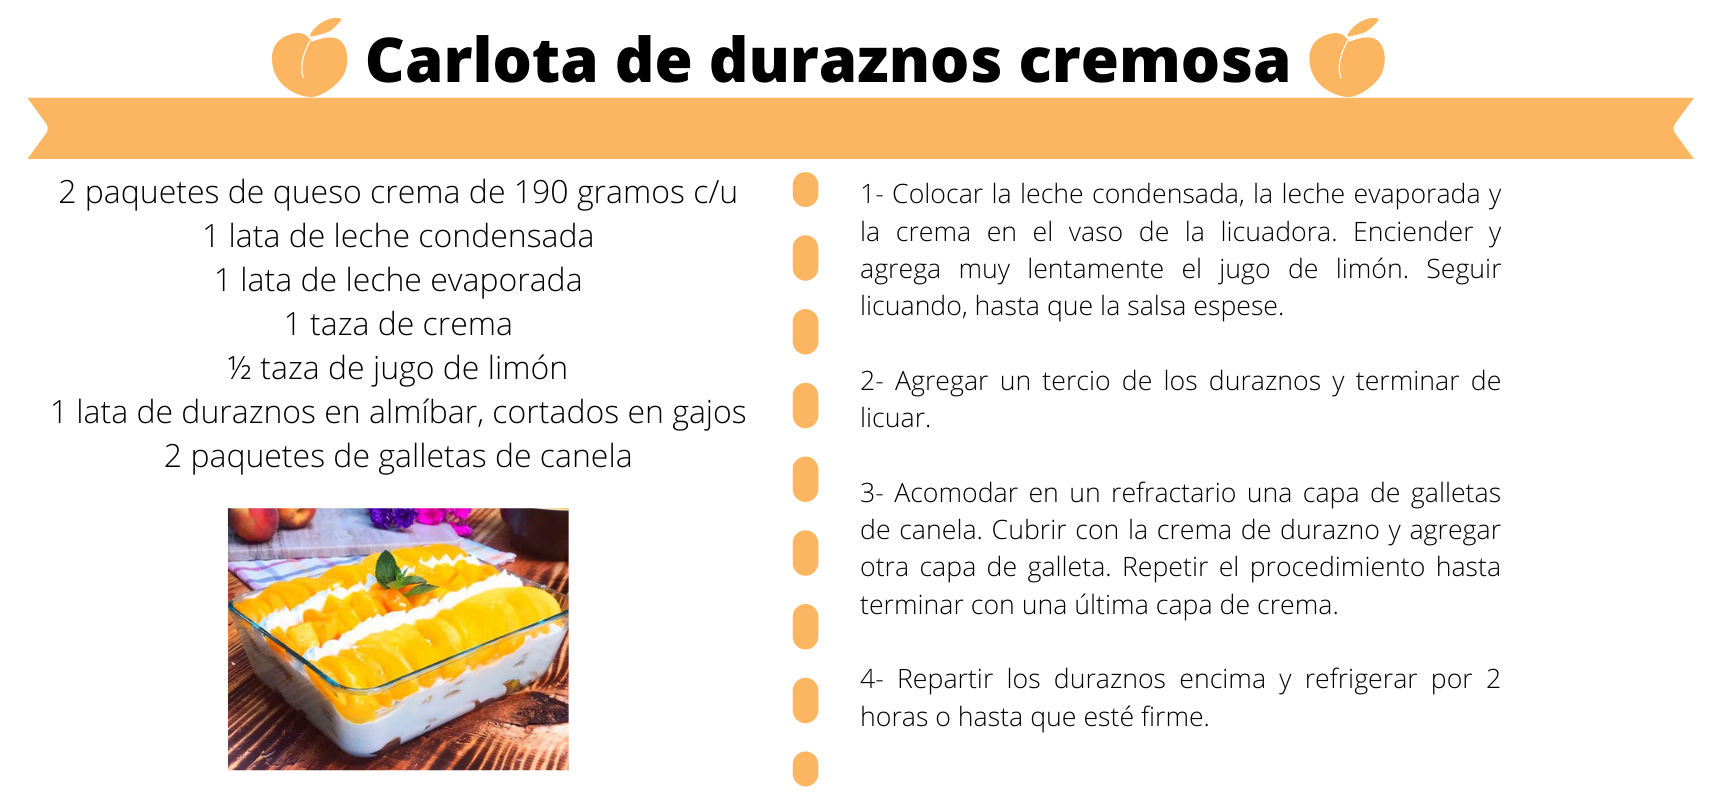 Carlota de duraznos cremosa
2 paquetes de queso crema de 190 gramos c/u
1 lata de leche condensada
1 lata de leche evaporada
1 taza de crema
½ taza de jugo de limón
1 lata de duraznos en almíbar, cortados en gajos
2 paquetes de galletas de canela
1- Colocar la leche condensada, la leche evaporada y
la crema en el vaso de la licuadora. Enciender y
agrega muy lentamente el jugo de limón. Seguir
licuando, hasta que la salsa espese.
2- Agregar un tercio de los duraznos y terminar de
licuar.
3- Acomodar en un refractario una capa de galletas
de canela. Cubrir con la crema de durazno y agregar
otra capa de galleta. Repetir el procedimiento hasta
terminar con una última capa de crema.
4- Repartir los duraznos encima y refrigerar por 2
horas o hasta que esté firme.